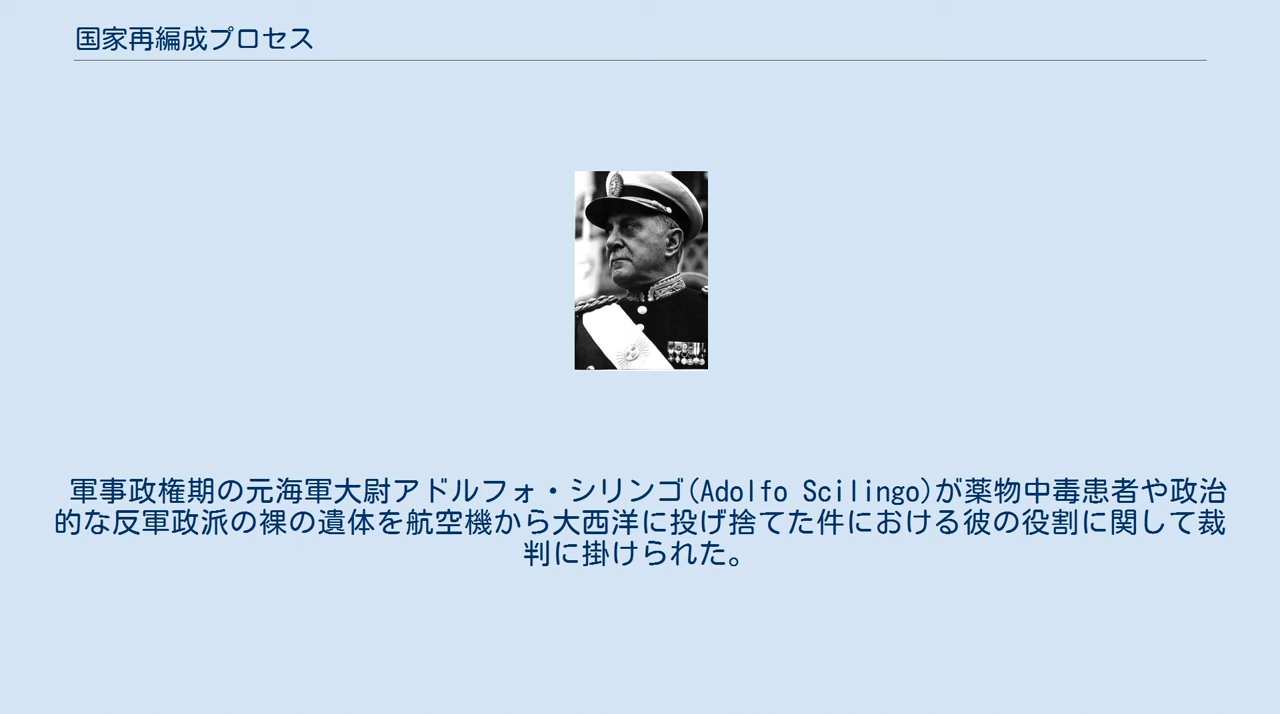 国家再編成プロセス
軍事政権期の元海軍大尉アドルフォ・シリンゴ(Adolfo Scilingo)が薬物中毒患者や政治
的な反軍政派の裸の遺体を航空機から大西洋に投げ捨てた件における彼の役割に関して裁
判に掛けられた。